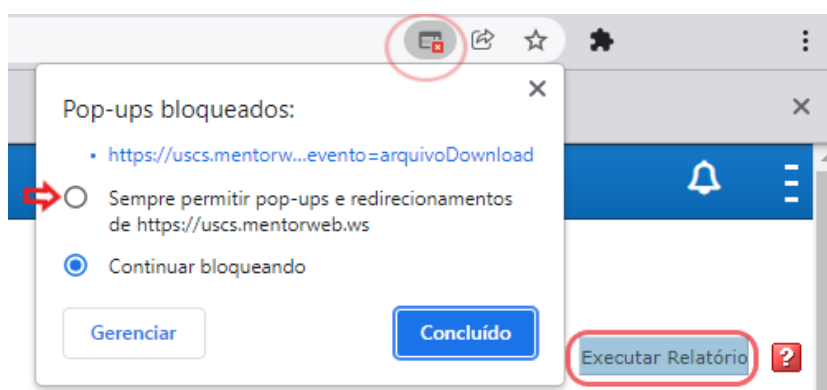 Pop-ups bloqueados:
https://uscs.mentorw...evento=arquivoDownload
Sempre permitir pop-ups e redirecionamentos
de https://uscs.mentorweb.ws
Continuar bloqueando
Gerenciar
Concluído
Executar Relatório
?